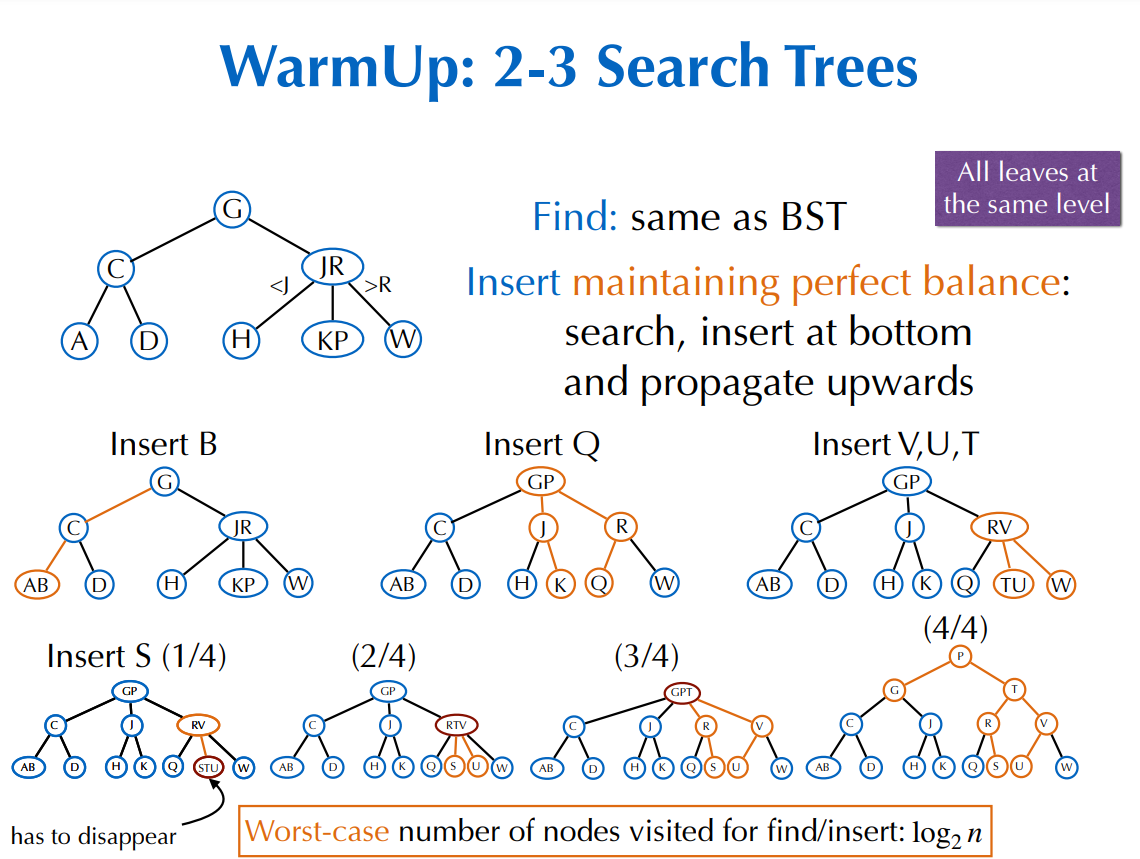 WarmUp: 2-3 Search Trees
All leaves at
the same level
G
C
JR
<J
>R
A
D
H
KP
W
Find: same as BST
Insert maintaining perfect balance:
search, insert at bottom
and propagate upwards
Insert B
G
C
JR
AB
D
H
KP
W
Insert Q
GP
C
J
R
AB
D
H
K
Q
W
Insert V,U,T
GP
C
J
RV
AB
D
H
K
Q
TU
W
Insert S (1/4)
GP
C
J
RV
AB
D
H
K
Q
STU
W
has to disappear
(2/4)
GP
C
J
RTV
AB
D
H
K
Q
S
U
W
(3/4)
GPT
C
J
R
V
AB
D
H
K
Q
S
U
W
(4/4)
P
G
T
C
J
R
V
AB
D
H
K
Q
S
U
W
Worst-case number of nodes visited for find/insert: log₂ n